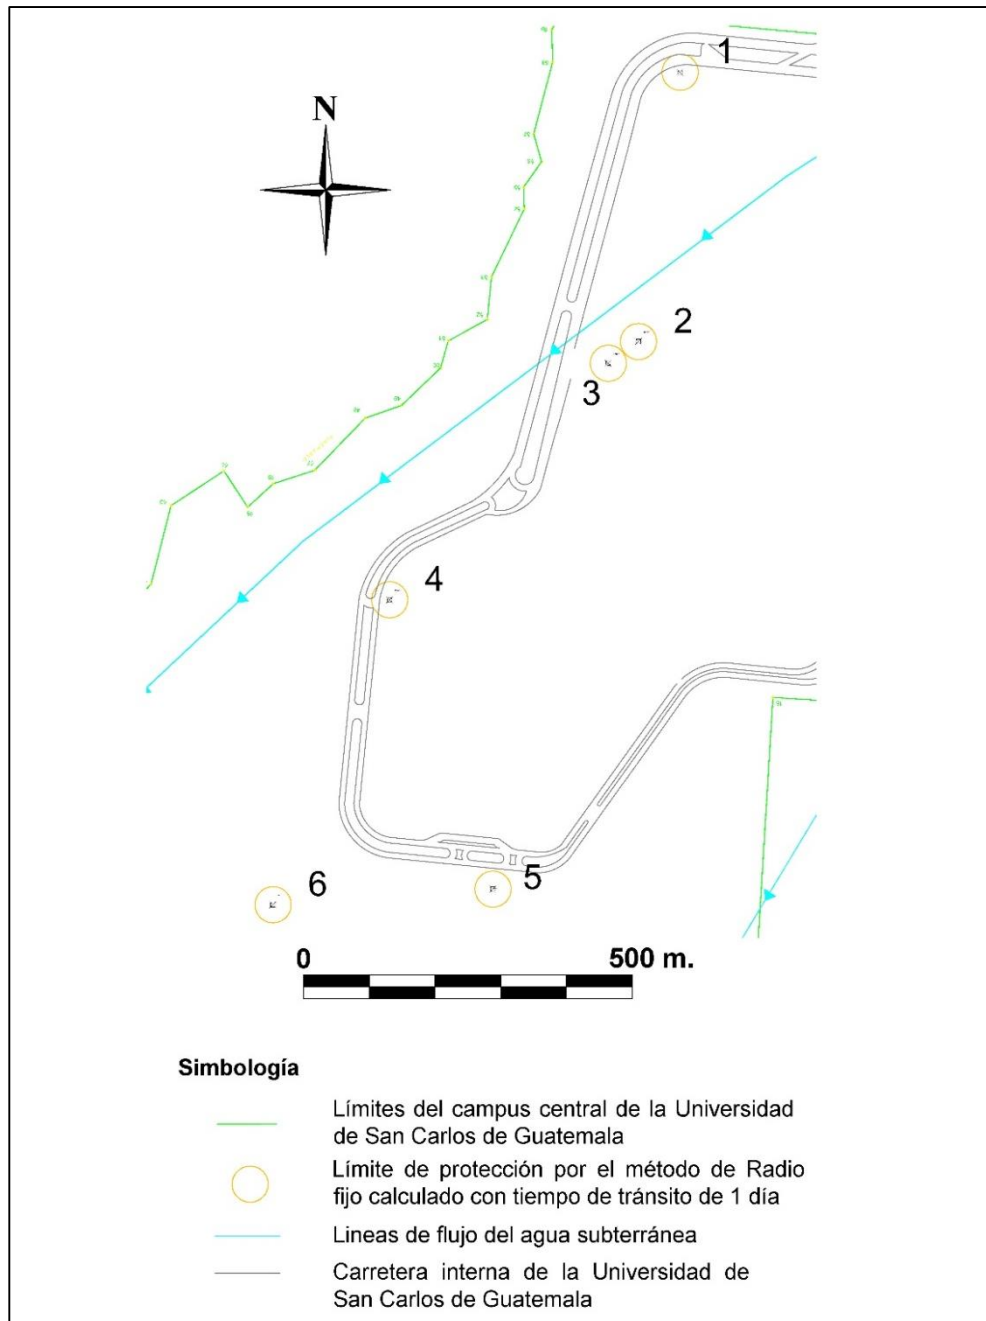 N
1
2
3
4
5
6
0 500 m.
Simbología
Límites del campus central de la Universidad
de San Carlos de Guatemala
Límite de protección por el método de Radio
fijo calculado con tiempo de tránsito de 1 día
Lineas de flujo del agua subterránea
Carretera interna de la Universidad de
San Carlos de Guatemala